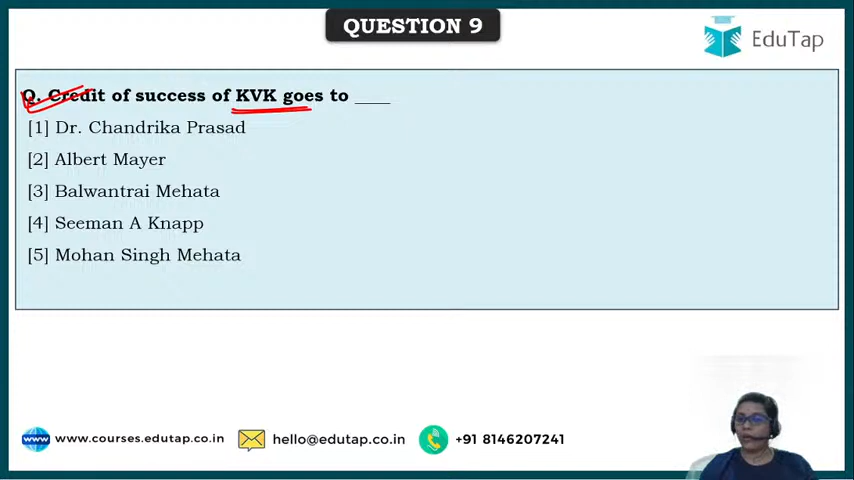 QUESTION 9
EduTap
Q. Credit of success of KVK goes to ____
[1] Dr. Chandrika Prasad
[2] Albert Mayer
[3] Balwantrai Mehata
[4] Seeman A Knapp
[5] Mohan Singh Mehata
www www.courses.edutap.co.in hello@edutap.co.in +91 8146207241